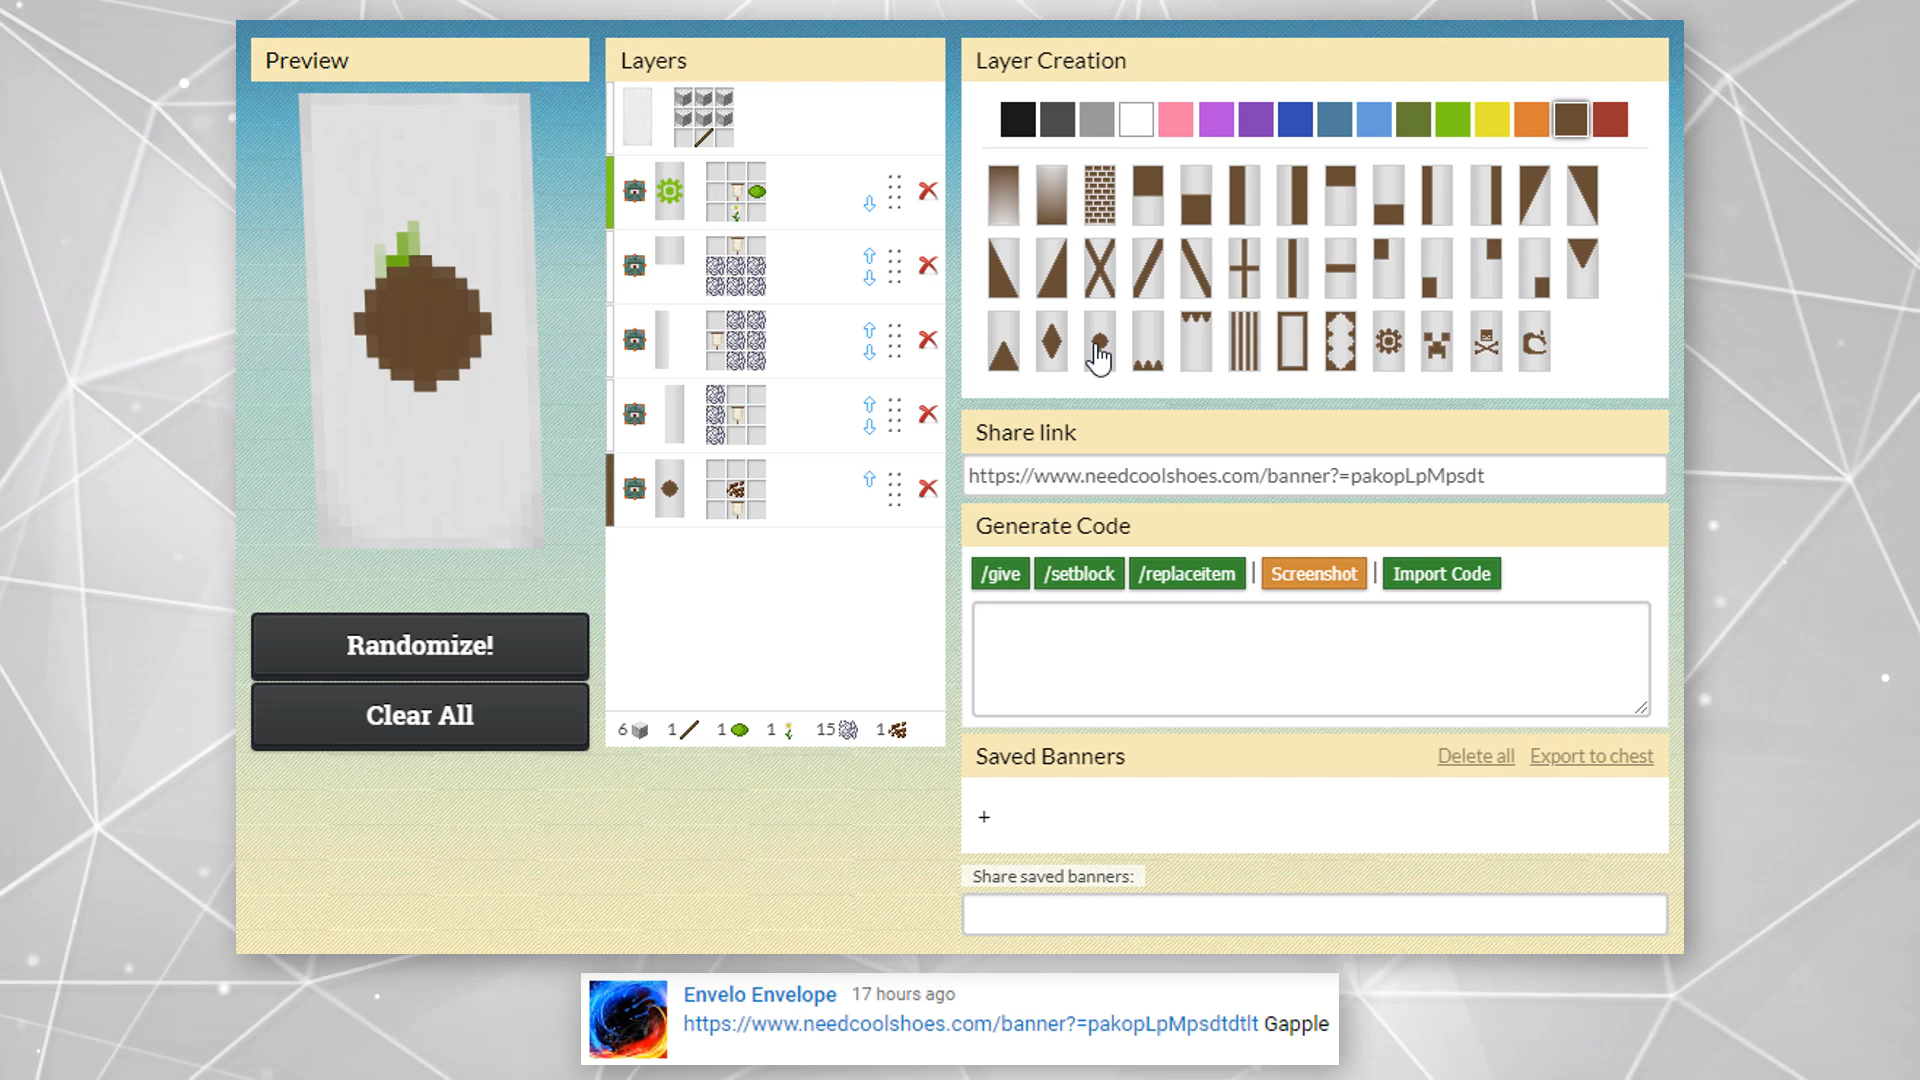 Preview
Layers
Layer Creation
Share link
https://www.needcoolshoes.com/banner?=pakopLpMpsdt
Generate Code
/give
/setblock
/replaceitem
|
Screenshot
|
Import Code
Randomize!
Clear All
6
1
1
1
15
1
Saved Banners
Delete all
Export to chest
+
Share saved banners:
Envelo Envelope 17 hours ago
https://www.needcoolshoes.com/banner?=pakopLpMpsdtdtlt Gapple